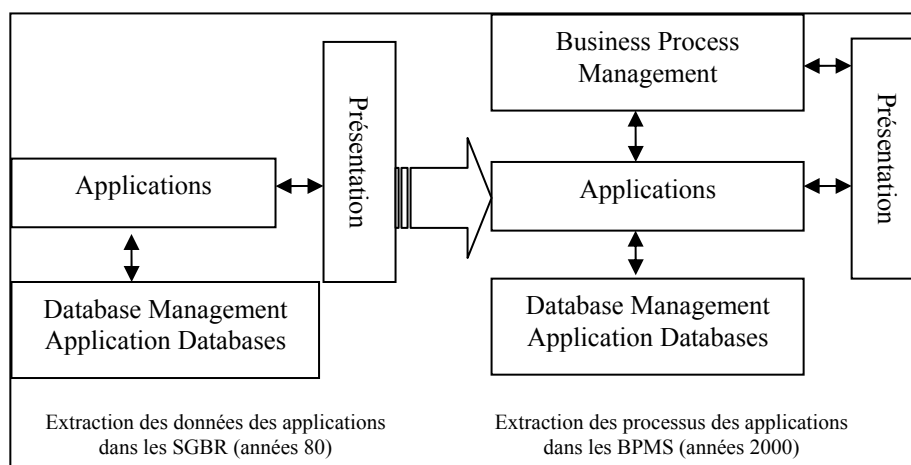 Présentation
Applications
Database Management
Application Databases
Extraction des données des applications
dans les SGBR (années 80)
Business Process
Management
Présentation
Applications
Database Management
Application Databases
Extraction des processus des applications
dans les BPMS (années 2000)